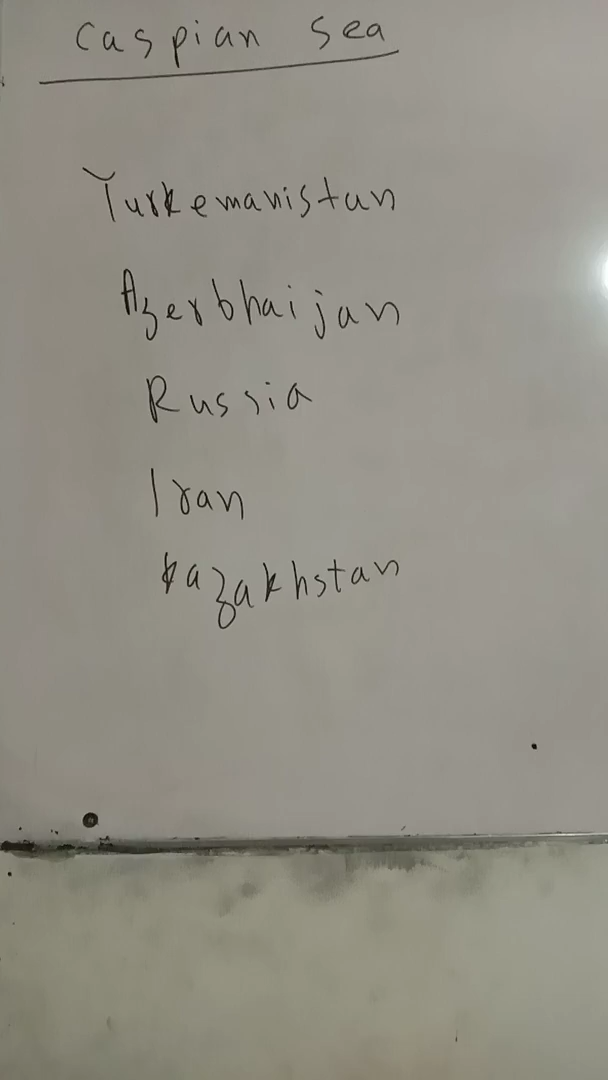 Caspian Sea
Turkemanistan
Azerbhaijan
Russia
Iran
Kazakhstan